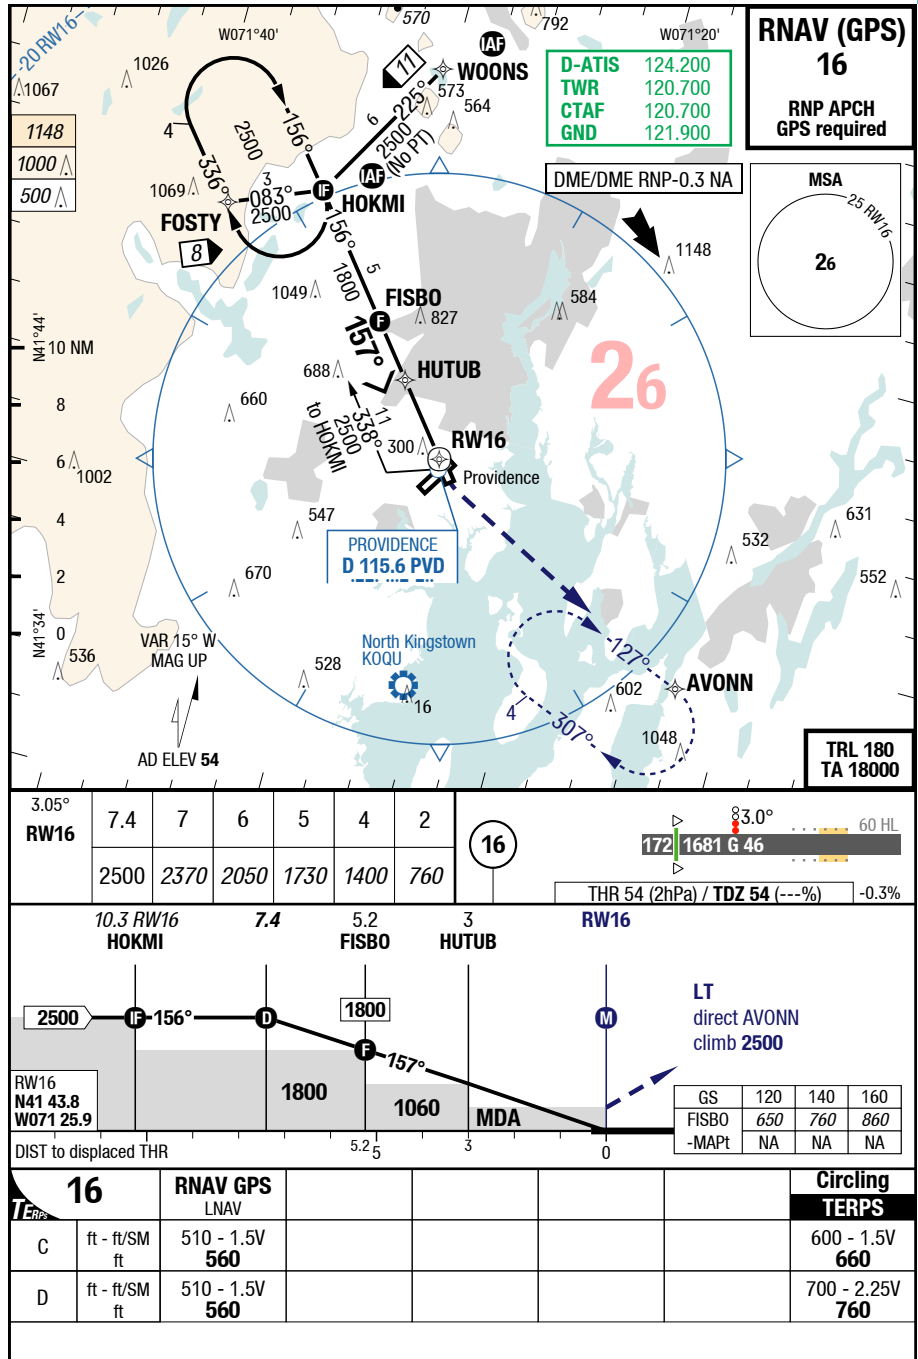 RNAV (GPS)
16
RNP APCH
GPS required
D-ATIS 124.200
TWR 120.700
CTAF 120.700
GND 121.900
DME/DME RNP-0.3 NA
MSA
25 RW16
26
-20 RW16
W071°40'
W071°20'
570
792
1067
1026
IAF
WOONS
11
573
564
225°
6
2500
(No PT)
1148
1000
500
4
2500
156°
336°
3
083°
2500
1069
IF
IAF
HOKMI
FOSTY
8
156°
5
1800
1148
1049
FISBO
F
827
584
N41°44'
10 NM
157°
688
HUTUB
26
660
8
11
338°
2500
to HOKMI
300
RW16
6
1002
Providence
4
547
631
532
PROVIDENCE
D 115.6 PVD
2
670
552
N41°34'
0
VAR 15° W
MAG UP
North Kingstown
KOQU
127°
536
528
16
602
AVONN
4
307°
1048
AD ELEV 54
TRL 180
TA 18000
3.05°
RW16
7.4 7 6 5 4 2
2500 2370 2050 1730 1400 760
16
3.0°
60 HL
172 1681 G 46
THR 54 (2hPa) / TDZ 54 (---%) -0.3%
10.3 RW16 7.4 5.2 3 RW16
HOKMI FISBO HUTUB
2500 IF 156° D 1800 M
F 157°
LT
direct AVONN
climb 2500
RW16
N41 43.8
W071 25.9
1800
1060
MDA
GS 120 140 160
FISBO 650 760 860
-MAPt NA NA NA
DIST to displaced THR 5.2 5 3 0
TERPS 16 RNAV GPS Circling
LNAV TERPS
C ft - ft/SM 510 - 1.5V 600 - 1.5V
ft 560 660
D ft - ft/SM 510 - 1.5V 700 - 2.25V
ft 560 760